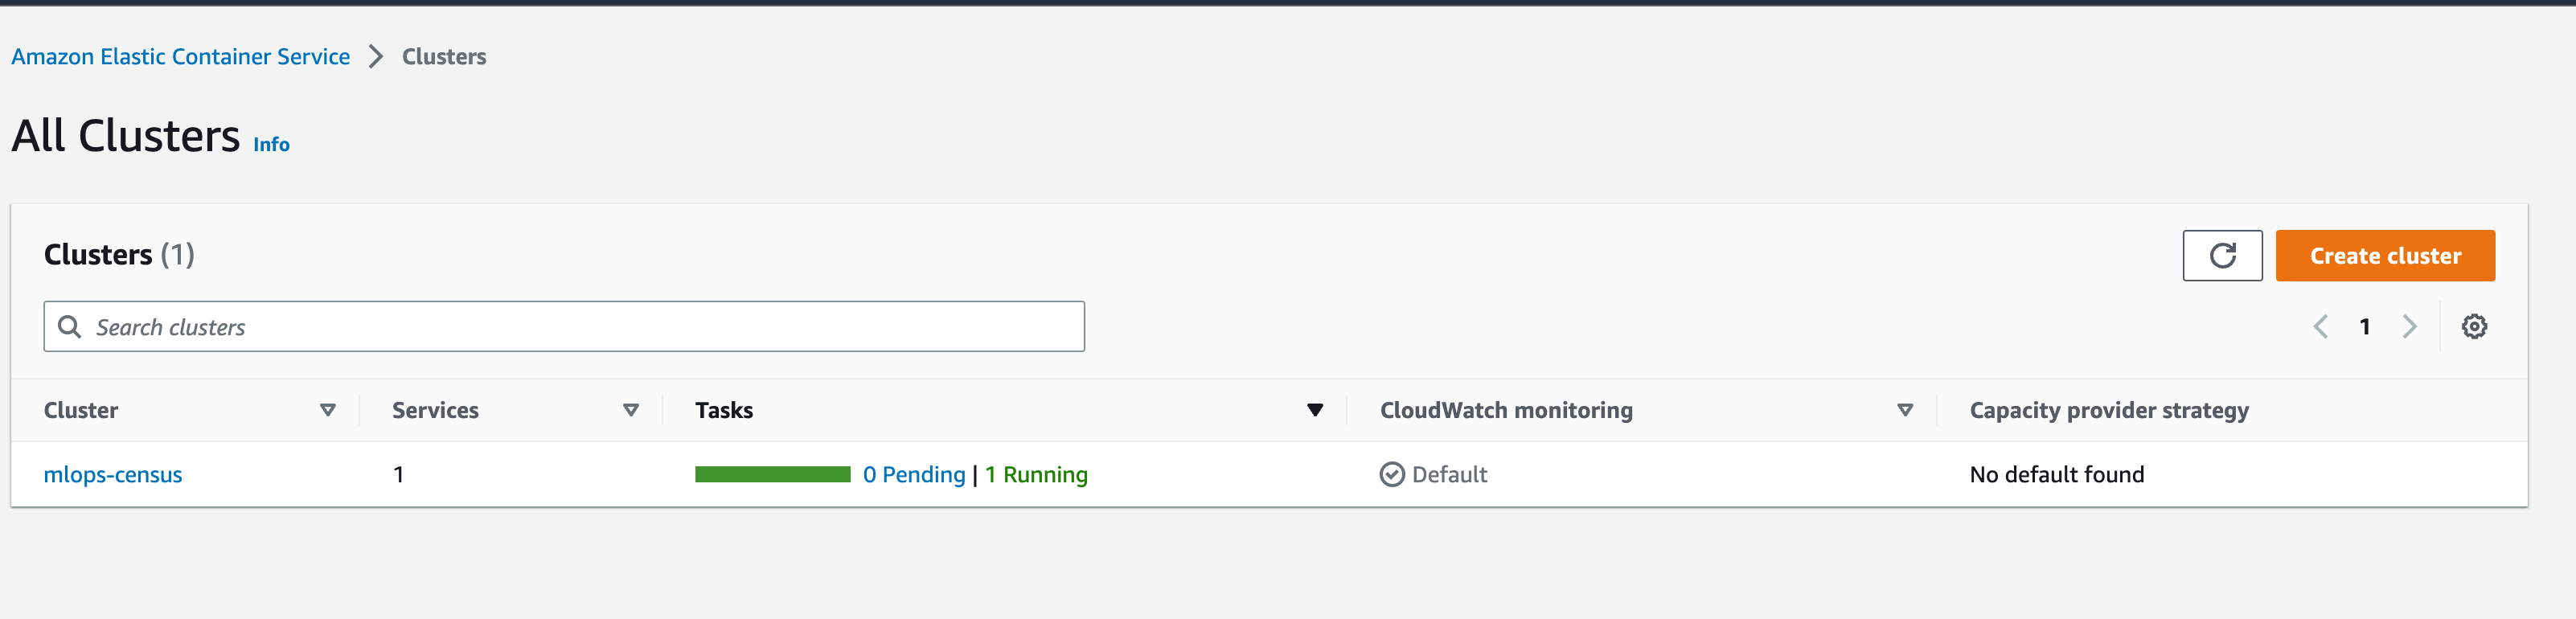 Amazon Elastic Container Service > Clusters
All Clusters Info
Clusters (1)
Create cluster
Search clusters
1
Cluster Services Tasks CloudWatch monitoring Capacity provider strategy
mlops-census 1 0 Pending | 1 Running Default No default found